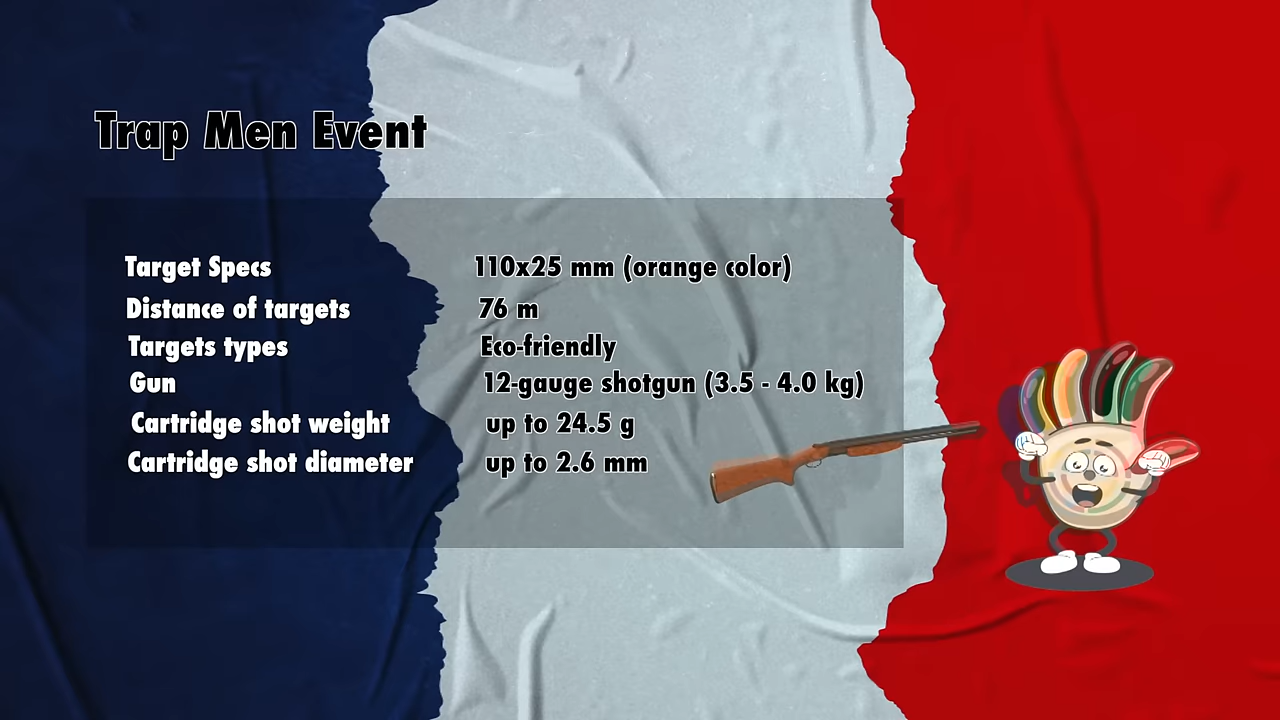 Trap Men Event
Target Specs 110x25 mm (orange color)
Distance of targets 76 m
Targets types Eco-friendly
Gun 12-gauge shotgun (3.5 - 4.0 kg)
Cartridge shot weight up to 24.5 g
Cartridge shot diameter up to 2.6 mm